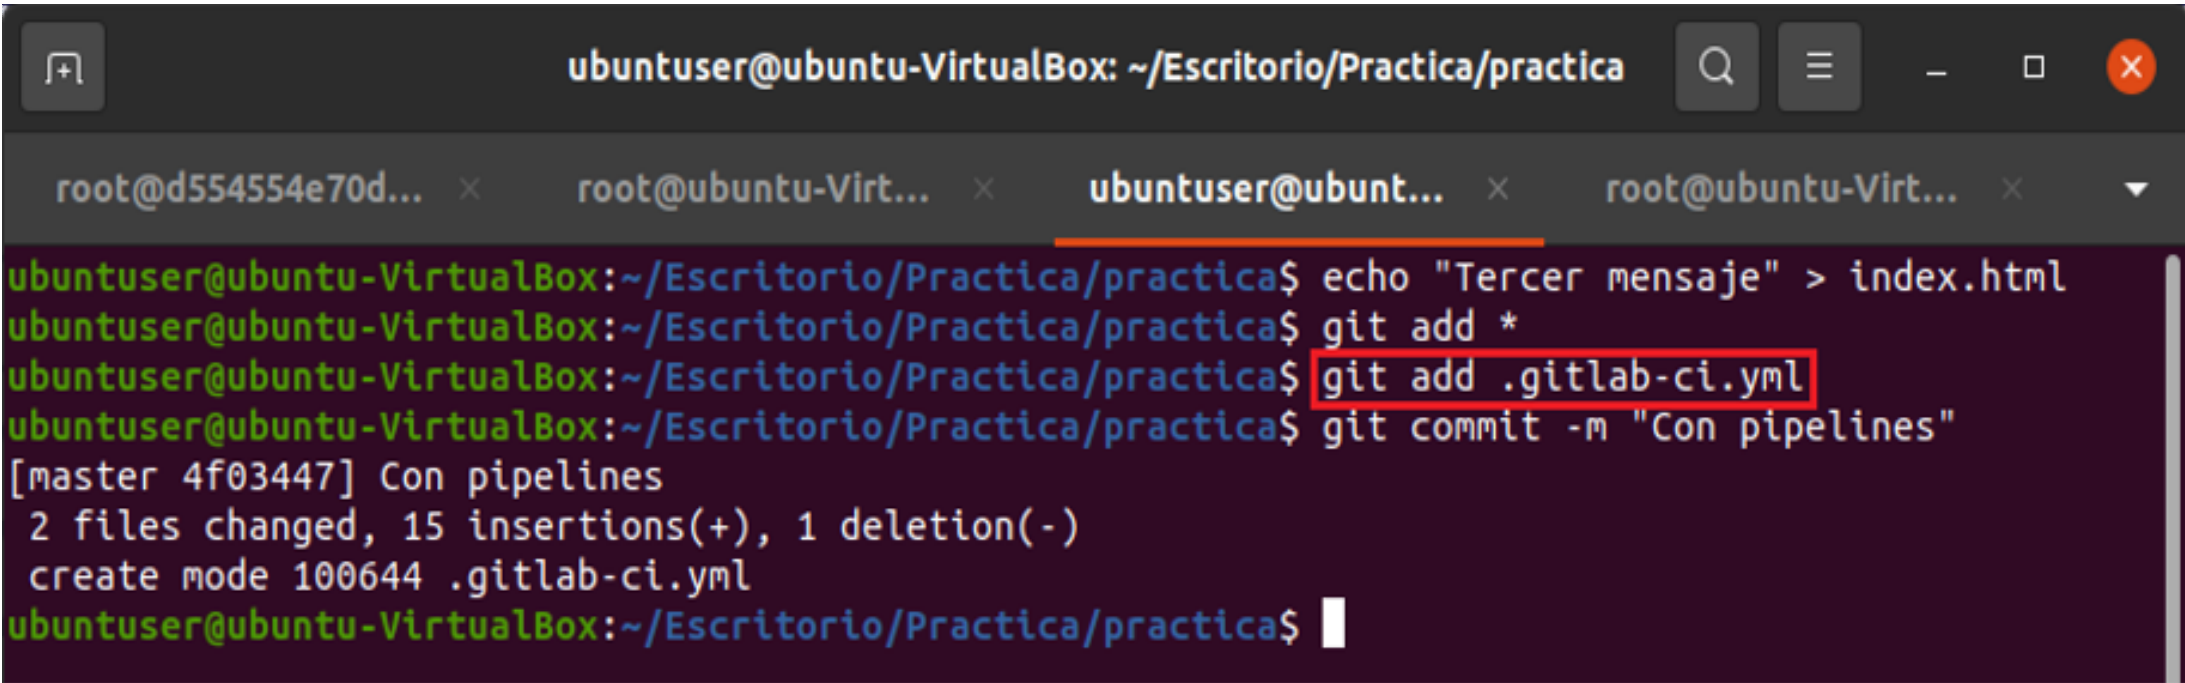 ubuntuser@ubuntu-VirtualBox: ~/Escritorio/Practica/practica
root@d554554e70d... × root@ubuntu-Virt... × ubuntuser@ubunt... × root@ubuntu-Virt... ×
ubuntuser@ubuntu-VirtualBox:~/Escritorio/Practica/practica$ echo "Tercer mensaje" > index.html
ubuntuser@ubuntu-VirtualBox:~/Escritorio/Practica/practica$ git add *
ubuntuser@ubuntu-VirtualBox:~/Escritorio/Practica/practica$ git add .gitlab-ci.yml
ubuntuser@ubuntu-VirtualBox:~/Escritorio/Practica/practica$ git commit -m "Con pipelines"
[master 4f03447] Con pipelines
 2 files changed, 15 insertions(+), 1 deletion(-)
 create mode 100644 .gitlab-ci.yml
ubuntuser@ubuntu-VirtualBox:~/Escritorio/Practica/practica$